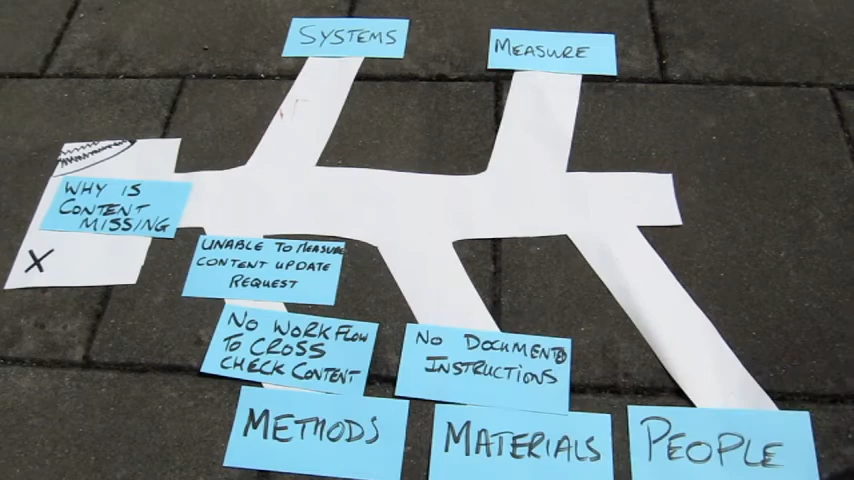 SYSTEMS
MEASURE
WHY IS
CONTENT
MISSING
X
UNABLE TO MEASURE
CONTENT UPDATE
REQUEST
NO WORKFLOW
TO CROSS
CHECK CONTENT
NO DOCUMENTD
INSTRUCTIONS
METHODS
MATERIALS
PEOPLE